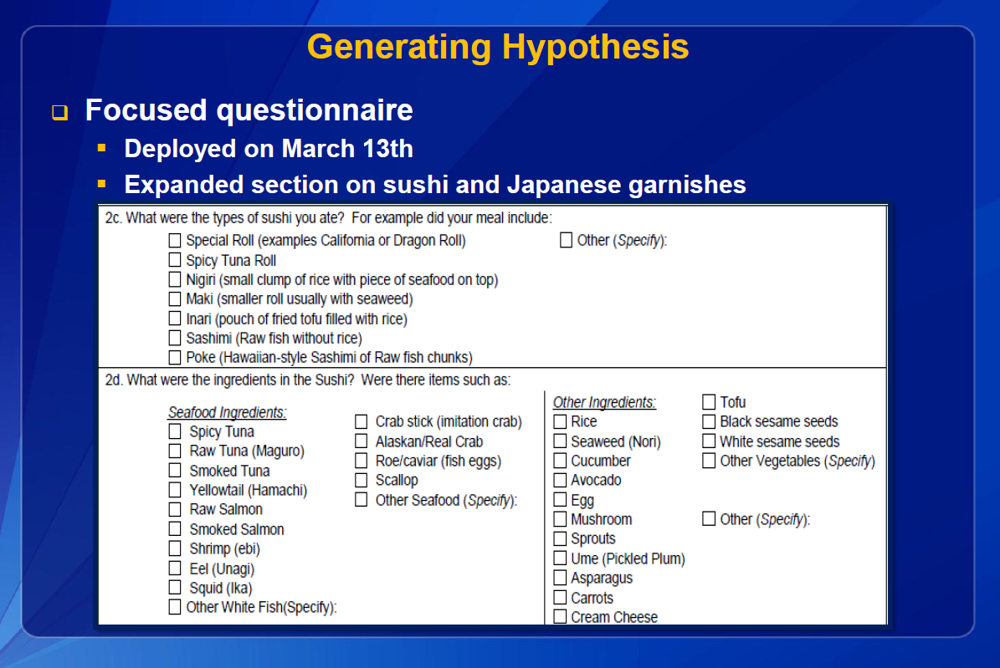 Generating Hypothesis
Focused questionnaire
Deployed on March 13th
Expanded section on sushi and Japanese garnishes
2c. What were the types of sushi you ate? For example did your meal include:
Special Roll (examples California or Dragon Roll)
Spicy Tuna Roll
Nigiri (small clump of rice with piece of seafood on top)
Maki (smaller roll usually with seaweed)
Inari (pouch of fried tofu filled with rice)
Sashimi (Raw fish without rice)
Poke (Hawaiian-style Sashimi of Raw fish chunks)
Other (Specify):
2d. What were the ingredients in the Sushi? Were there items such as:
Seafood Ingredients:
Spicy Tuna
Raw Tuna (Maguro)
Smoked Tuna
Yellowtail (Hamachi)
Raw Salmon
Smoked Salmon
Shrimp (ebi)
Eel (Unagi)
Squid (Ika)
Other White Fish(Specify):
Crab stick (imitation crab)
Alaskan/Real Crab
Roe/caviar (fish eggs)
Scallop
Other Seafood (Specify):
Other Ingredients:
Rice
Seaweed (Nori)
Cucumber
Avocado
Egg
Mushroom
Sprouts
Ume (Pickled Plum)
Asparagus
Carrots
Cream Cheese
Tofu
Black sesame seeds
White sesame seeds
Other Vegetables (Specify)
Other (Specify):